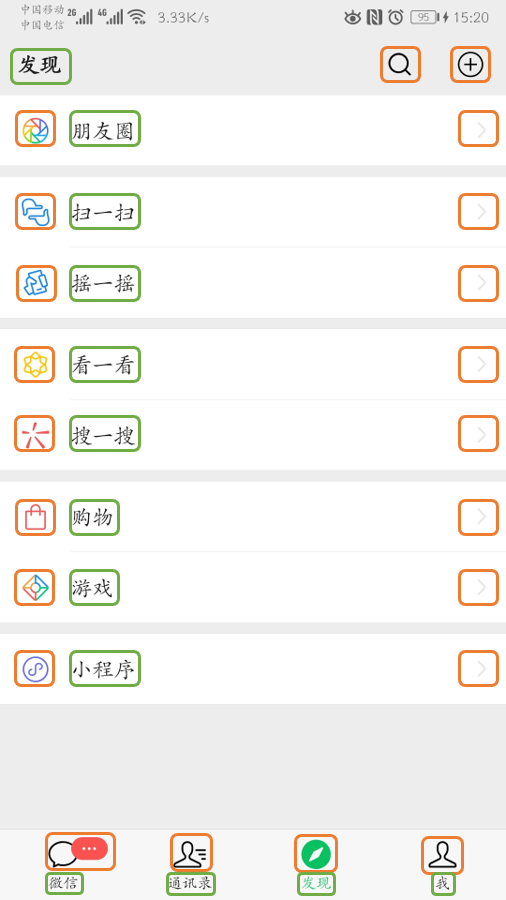 中国移动 2G 4G 3.33K/s 95 15:20
中国电信
发现
朋友圈
扫一扫
摇一摇
看一看
搜一搜
购物
游戏
小程序
微信 通讯录 发现 我